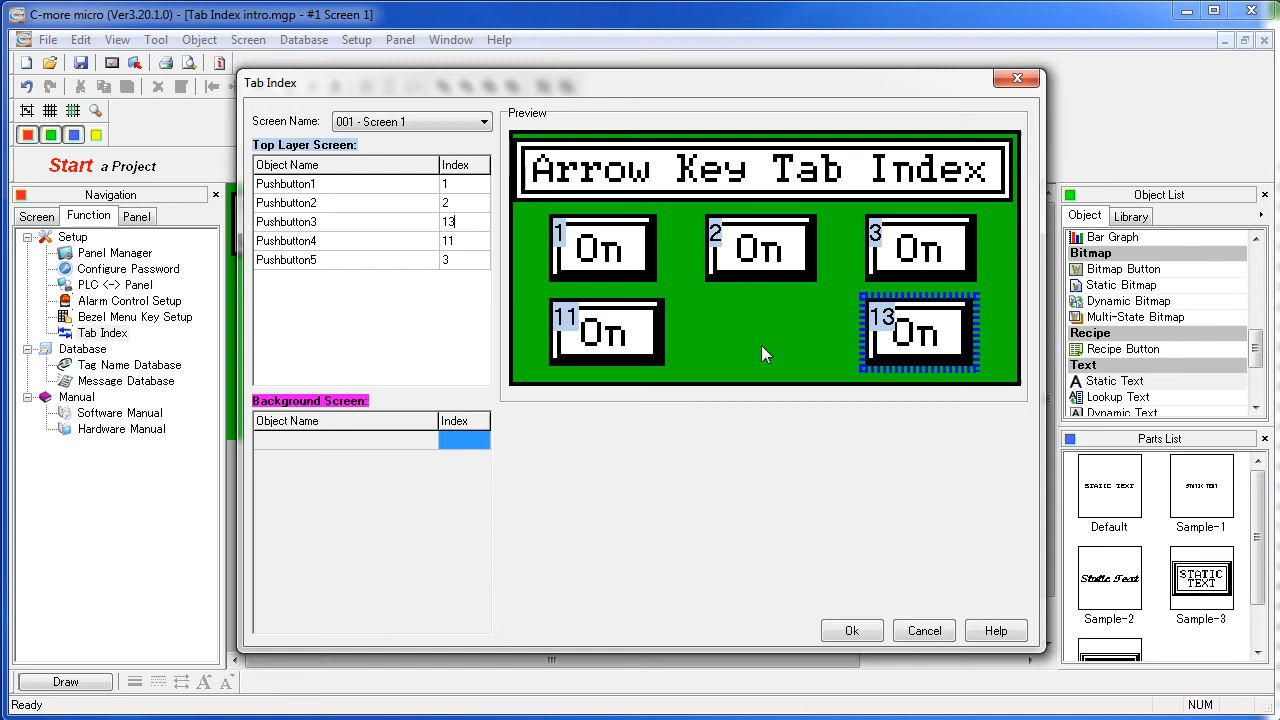 C-more micro (Ver3.20.1.0) - [Tab Index intro.mgp - #1 Screen 1]
File Edit View Tool Object Screen Database Setup Panel Window Help
Start a Project
Navigation
Screen Function Panel
Setup
Panel Manager
Configure Password
PLC <-> Panel
Alarm Control Setup
Bezel Menu Key Setup
Tab Index
Database
Tag Name Database
Message Database
Manual
Software Manual
Hardware Manual
Tab Index
Screen Name: 001 - Screen 1
Top Layer Screen:
Object Name Index
Pushbutton1 1
Pushbutton2 2
Pushbutton3 13
Pushbutton4 11
Pushbutton5 3
Background Screen:
Object Name Index
Preview
Arrow Key Tab Index
1 On 2 On 3 On
11 On 13 On
Ok Cancel Help
Object List
Object Library
Bar Graph
Bitmap
Bitmap Button
Static Bitmap
Dynamic Bitmap
Multi-State Bitmap
Recipe
Recipe Button
Text
Static Text
Lookup Text
Dynamic Text
Parts List
STATIC TEXT
STATIC TEXT
Default Sample-1
Static Text
STATIC
TEXT
Sample-2 Sample-3
Draw
Ready NUM